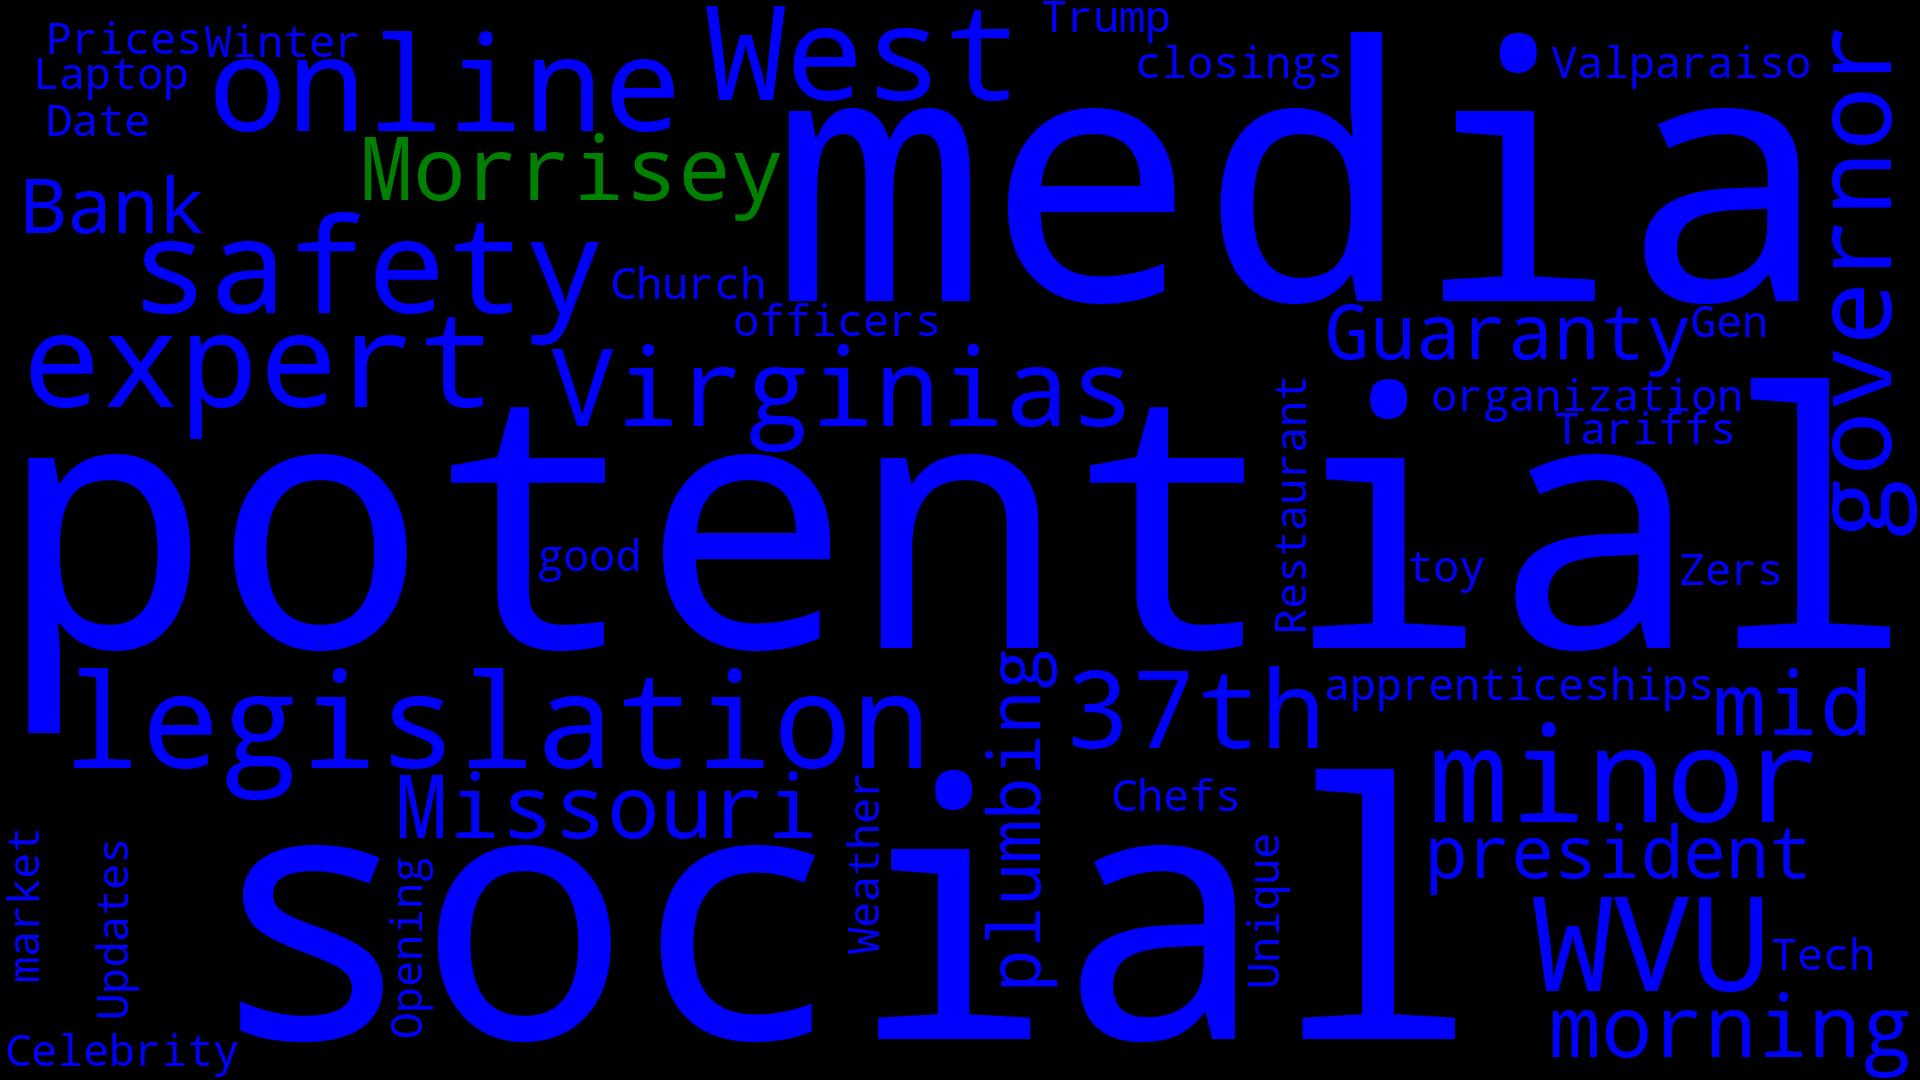 Prices
Winter
Laptop
Date
online
West
Trump
closings
Valparaiso
media
governor
Morrisey
Bank
safety
Church
officers
expert
Virginias
Guaranty
Gen
organization
Tariffs
Restaurant
potential
good
toy
Zers
legislation
plumbing
37th
apprenticeships
mid
minor
Missouri
Weather
Chefs
president
market
Updates
Opening
social
Unique
WVU
Tech
morning
Celebrity